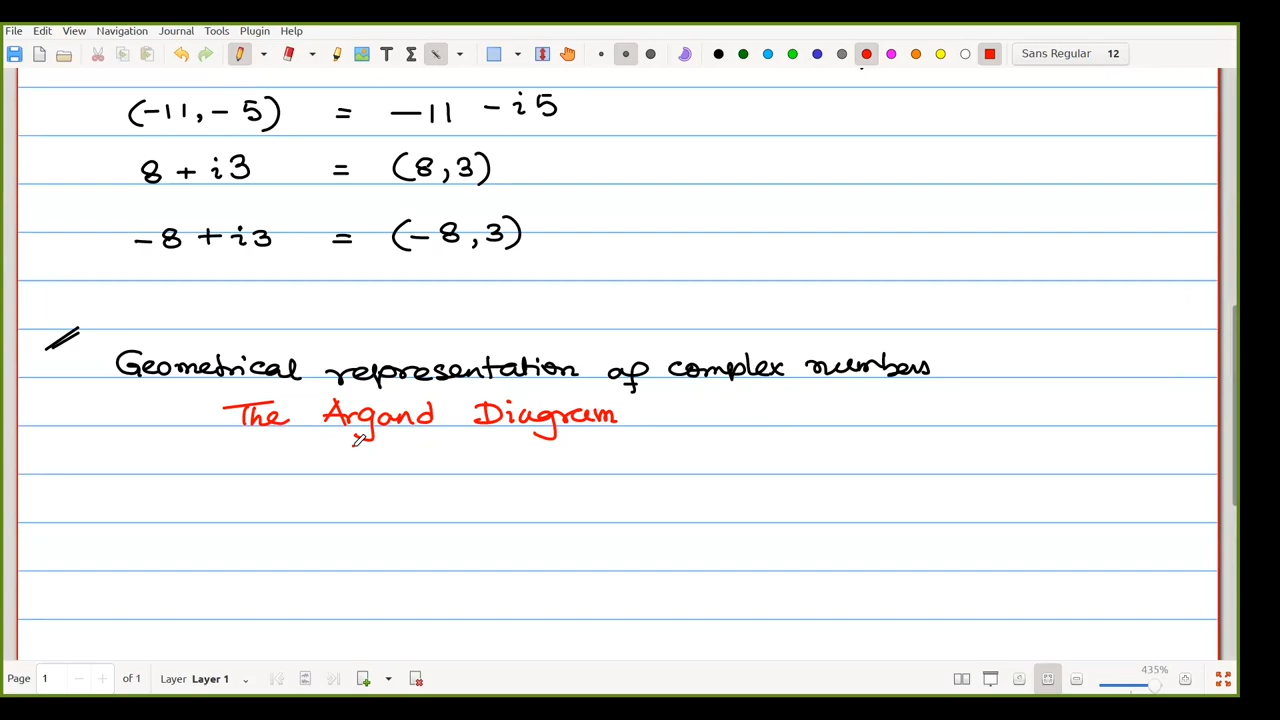 File Edit View Navigation Journal Tools Plugin Help
Sans Regular 12
(-11, -5) = -11 -i5
8 + i3 = (8,3)
-8 + i3 = (-8,3)
Geometrical representation of complex numbers
The Argand Diagram
Page 1 of 1 Layer Layer 1 435%